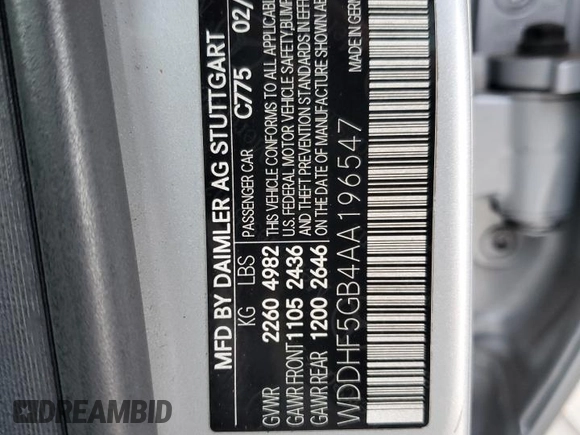 MFD BY DAIMLER AG STUTTGART
C775 02/
KG LBS PASSENGER CAR
GVWR 2260 4982 THIS VEHICLE CONFORMS TO ALL APPLICABLE
GAWR FRONT 1105 2436 U.S. FEDERAL MOTOR VEHICLE SAFETY, BUMPER
GAWR REAR 1200 2646 AND THEFT PREVENTION STANDARDS IN EFFECT
ON THE DATE OF MANUFACTURE SHOWN ABOVE
WDDHF5GB4AA196547
MADE IN GERM
DREAMBID